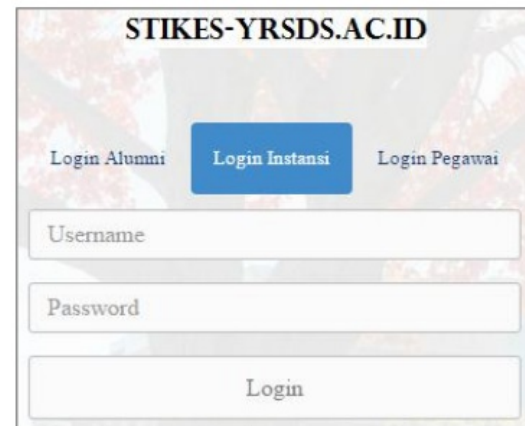 STIKES-YRSDS.AC.ID
Login Alumni Login Instansi Login Pegawai
Username
Password
Login